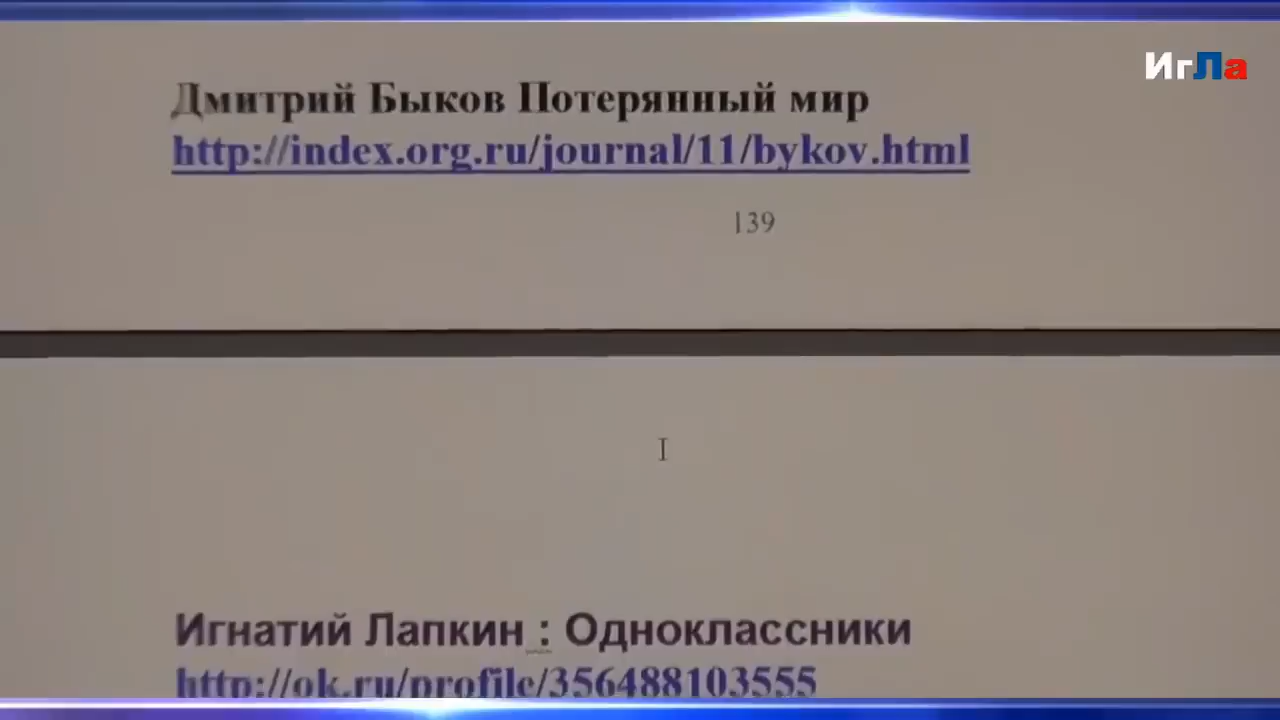 ИгЛа
Дмитрий Быков Потерянный мир
http://index.org.ru/journal/11/bykov.html
139
Игнатий Лапкин : Одноклассники
http://ok.ru/profile/356488103555